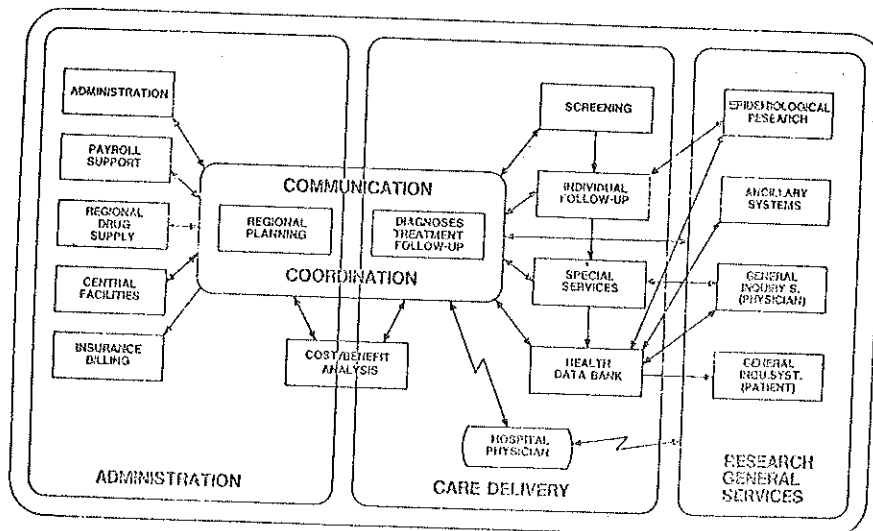 ADMINISTRATION
PAYROLL
SUPPORT
REGIONAL
DRUG
SUPPLY
CENTRAL
FACILITIES
INSURANCE
BILLING
COMMUNICATION
REGIONAL
PLANNING
DIAGNOSES
TREATMENT
FOLLOW-UP
COORDINATION
COST/BENEFIT
ANALYSIS
SCREENING
INDIVIDUAL
FOLLOW-UP
SPECIAL
SERVICES
HEALTH
DATA BANK
HOSPITAL
PHYSICIAN
EPIDEMIOLOGICAL
RESEARCH
ANCILLARY
SYSTEMS
GENERAL
INQUIRY S.
(PHYSICIAN)
GENERAL
INQU.SYST.
(PATIENT)
ADMINISTRATION
CARE DELIVERY
RESEARCH
GENERAL
SERVICES